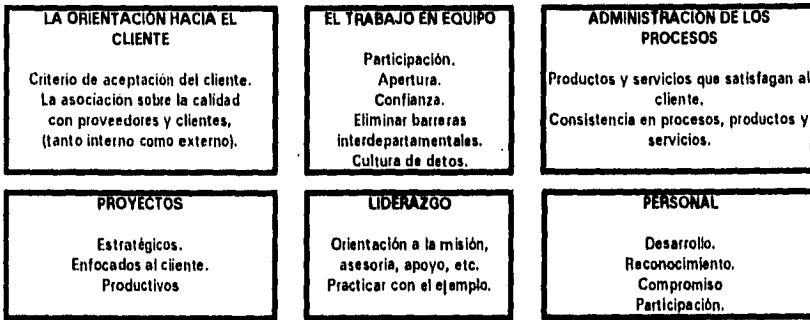 LA ORIENTACIÓN HACIA EL
CLIENTE
Criterio de aceptación del cliente.
La asociación sobre la calidad
con proveedores y clientes,
(tanto interno como externo).
EL TRABAJO EN EQUIPO
Participación.
Apertura.
Confianza.
Eliminar barreras
interdepartamentales.
Cultura de detos.
ADMINISTRACIÓN DE LOS
PROCESOS
Productos y servicios que satisfagan al
cliente.
Consistencia en procesos, productos y
servicios.
PROYECTOS
Estratégicos.
Enfocados al cliente.
Productivos
LIDERAZGO
Orientación a la misión,
asesoria, apoyo, etc.
Practicar con el ejemplo.
PERSONAL
Desarrollo.
Reconocimiento.
Compromiso
Participación.